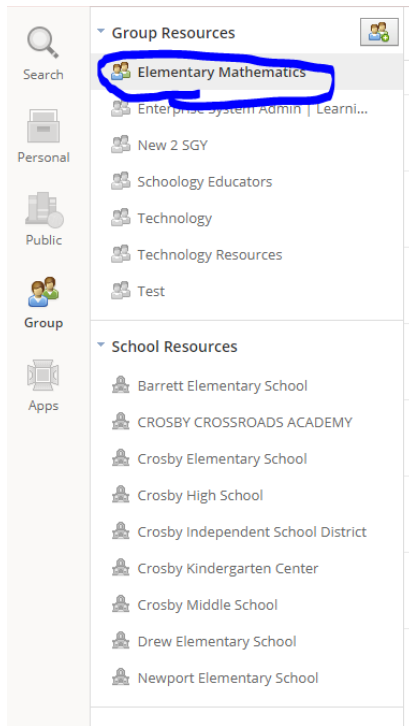 Search
Personal
Public
Group
Apps
Group Resources
Elementary Mathematics
Enterprise System Admin | Learni...
New 2 SGY
Schoology Educators
Technology
Technology Resources
Test
School Resources
Barrett Elementary School
CROSBY CROSSROADS ACADEMY
Crosby Elementary School
Crosby High School
Crosby Independent School District
Crosby Kindergarten Center
Crosby Middle School
Drew Elementary School
Newport Elementary School